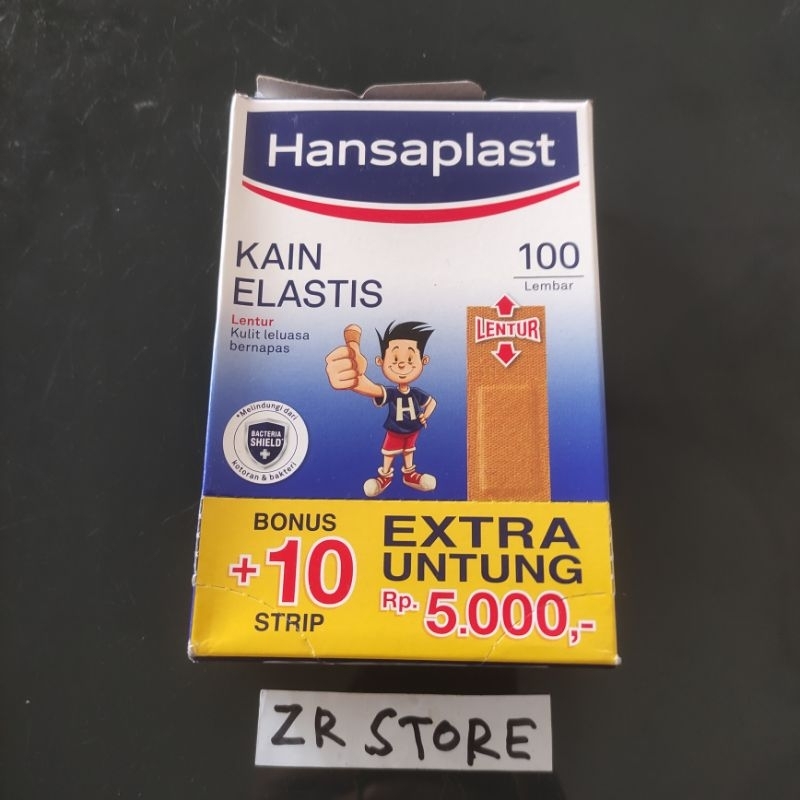 Hansaplast
KAIN
ELASTIS
Lentur
Kulit leluasa
bernapas
100
Lembar
LENTUR
H
*Melindungi dari
BACTERIA
SHIELD
kotoran & bakteri
BONUS
+10
STRIP
EXTRA
UNTUNG
Rp. 5.000,-
ZR STORE